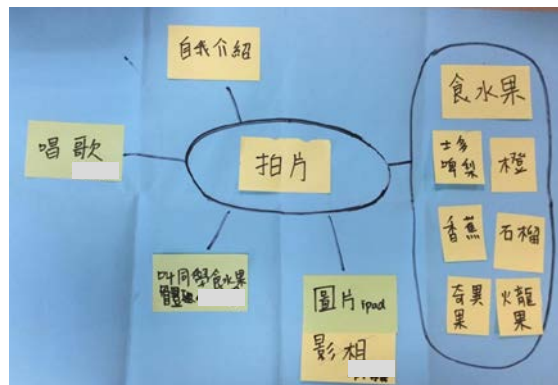 自我介紹
唱歌
拍片
食水果
士多
啤梨
橙
香蕉
石榴
奇異
果
火龍
果
叫同學食水果
圖片 ipad
影相